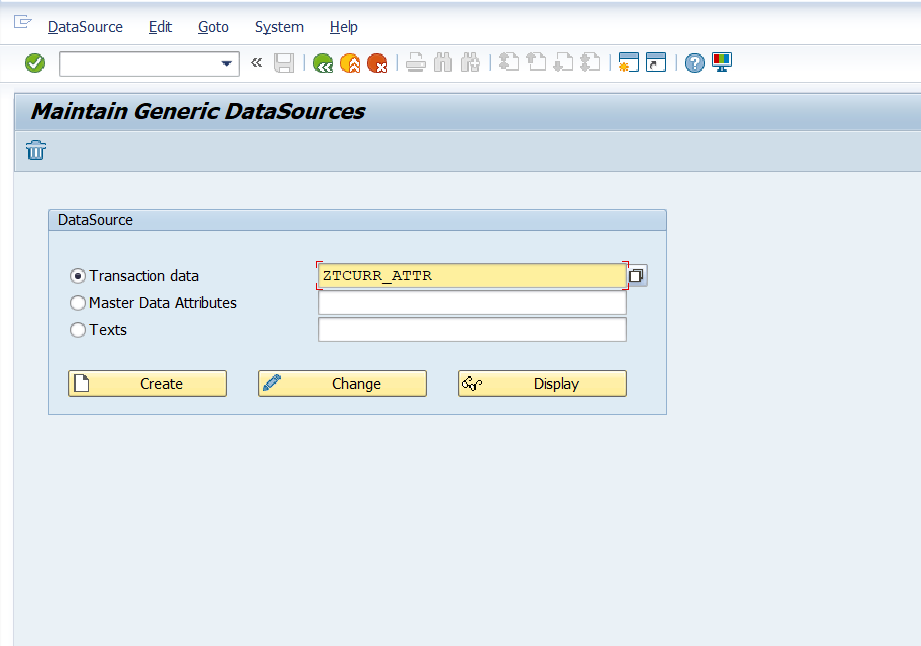 DataSource Edit Goto System Help
Maintain Generic DataSources
DataSource
Transaction data ZTCURR_ATTR
Master Data Attributes
Texts
Create Change Display